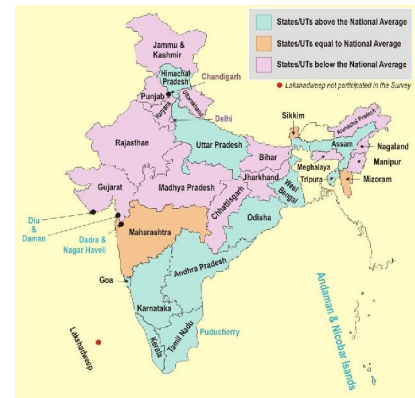 States/UTs above the National Average
States/UTs equal to National Average
States/UTs below the National Average
Lakshadweep not participated in the Survey
Jammu &
Kashmir
Himachal
Pradesh
Chandigarh
Punjab
Uttarakhand
Haryana
Delhi
Sikkim
Arunachal Pradesh
Rajasthan
Uttar Pradesh
Assam
Nagaland
Bihar
Meghalaya
Manipur
Gujarat
Madhya Pradesh
Jharkhand
West
Bengal
Tripura
Mizoram
Chhattisgarh
Diu
&
Daman
Dadra &
Nagar Haveli
Maharashtra
Odisha
Andhra Pradesh
Goa
Karnataka
Andaman & Nicobar Isands
Puducherry
Tamil Nadu
Kerala
Lakshadweep